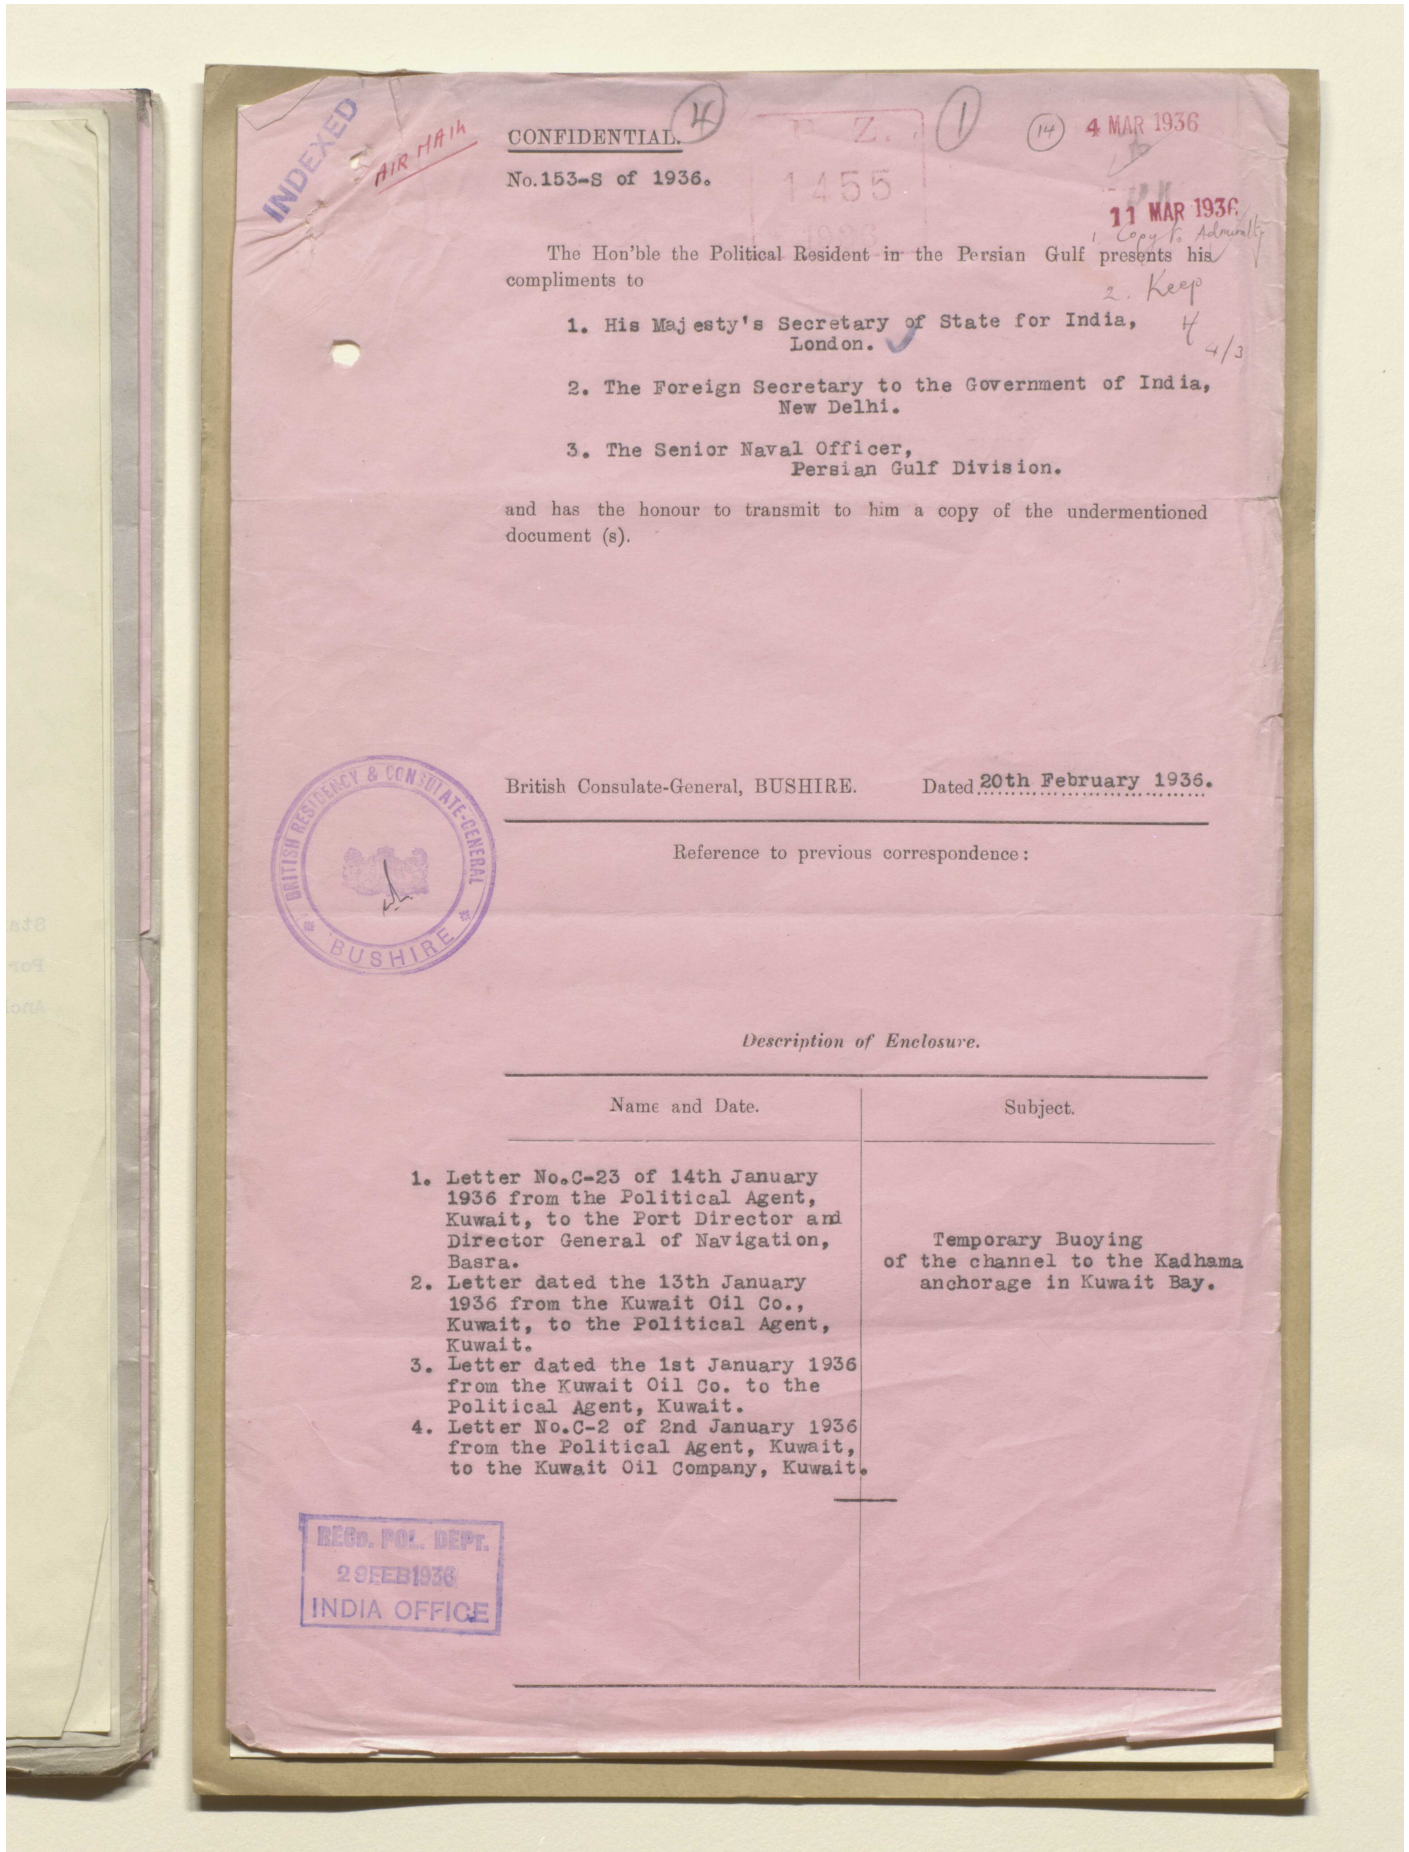 INDEXED
AIR MAIL
CONFIDENTIAL.
4
P. Z.
1455
1936
1
14
4 MAR 1936
No.153-S of 1936.
11 MAR 1936
1. Copy to Admiralty
2. Keep
4/3
The Hon'ble the Political Resident in the Persian Gulf presents his
compliments to
1. His Majesty's Secretary of State for India,
London.
2. The Foreign Secretary to the Government of India,
New Delhi.
3. The Senior Naval Officer,
Persian Gulf Division.
and has the honour to transmit to him a copy of the undermentioned
document (s).
British Consulate-General, BUSHIRE. Dated 20th February 1936.
BRITISH RESIDENCY & CONSULATE-GENERAL
BUSHIRE
Reference to previous correspondence:
Description of Enclosure.
Name and Date. Subject.
1. Letter No.C-23 of 14th January
1936 from the Political Agent,
Kuwait, to the Port Director and
Director General of Navigation,
Basra.
2. Letter dated the 13th January
1936 from the Kuwait Oil Co.,
Kuwait, to the Political Agent,
Kuwait.
3. Letter dated the 1st January 1936
from the Kuwait Oil Co. to the
Political Agent, Kuwait.
4. Letter No.C-2 of 2nd January 1936
from the Political Agent, Kuwait,
to the Kuwait Oil Company, Kuwait.
Temporary Buoying
of the channel to the Kadhama
anchorage in Kuwait Bay.
RECD. POL. DEPT.
29 FEB 1936
INDIA OFFICE